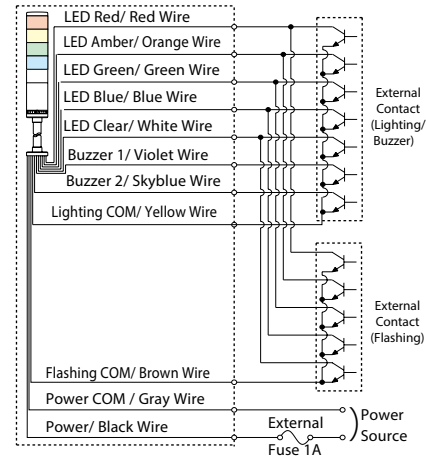 LED Red/ Red Wire
LED Amber/ Orange Wire
LED Green/ Green Wire
LED Blue/ Blue Wire
LED Clear/ White Wire
Buzzer 1/ Violet Wire
Buzzer 2/ Skyblue Wire
Lighting COM/ Yellow Wire
External
Contact
(Lighting/
Buzzer)
External
Contact
(Flashing)
Flashing COM/ Brown Wire
Power COM / Gray Wire
Power/ Black Wire
External
Fuse 1A
Power
Source